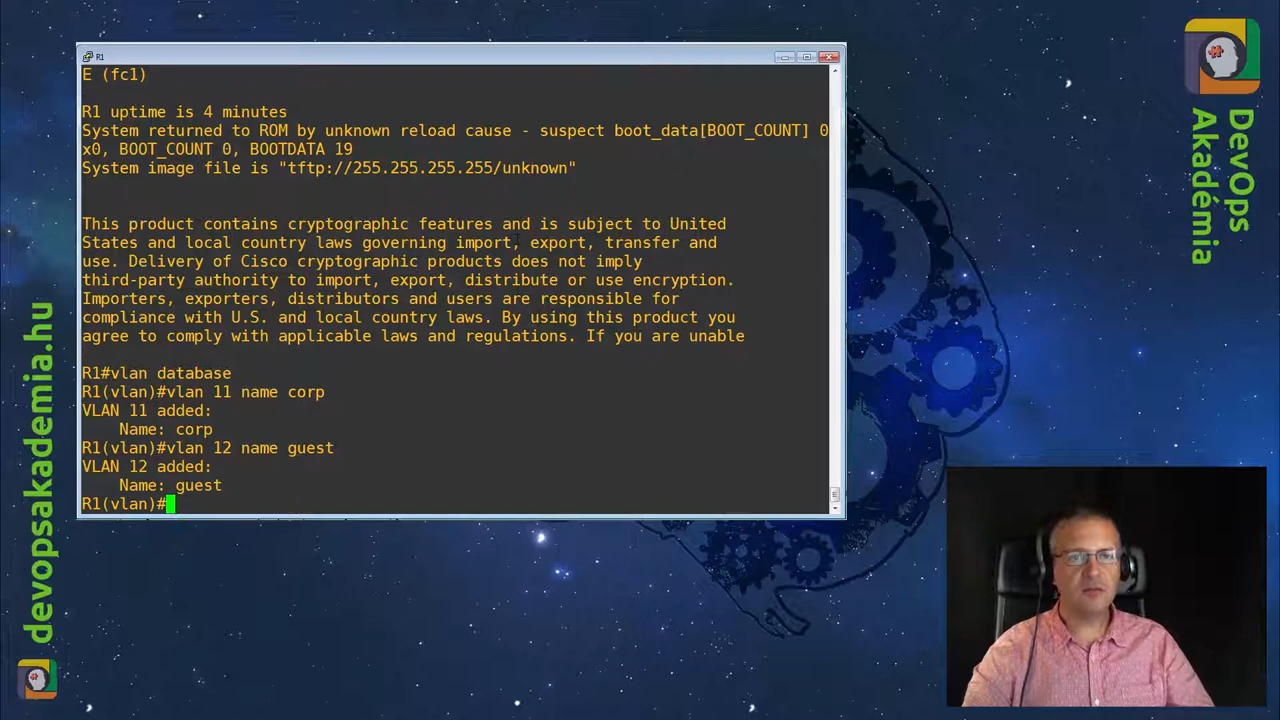 R1
E (fc1)
R1 uptime is 4 minutes
System returned to ROM by unknown reload cause - suspect boot_data[BOOT_COUNT] 0
x0, BOOT_COUNT 0, BOOTDATA 19
System image file is "tftp://255.255.255.255/unknown"
This product contains cryptographic features and is subject to United
States and local country laws governing import, export, transfer and
use. Delivery of Cisco cryptographic products does not imply
third-party authority to import, export, distribute or use encryption.
Importers, exporters, distributors and users are responsible for
compliance with U.S. and local country laws. By using this product you
agree to comply with applicable laws and regulations. If you are unable
R1#vlan database
R1(vlan)#vlan 11 name corp
VLAN 11 added:
Name: corp
R1(vlan)#vlan 12 name guest
VLAN 12 added:
Name: guest
R1(vlan)#
DevOps
Akadémia
devopsakademia.hu